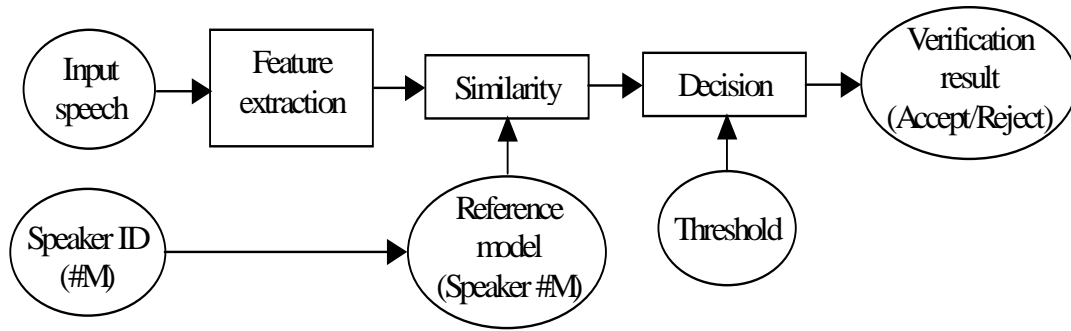 Input
speech
Feature
extraction
Similarity
Decision
Verification
result
(Accept/Reject)
Speaker ID
(#M)
Reference
model
(Speaker #M)
Threshold